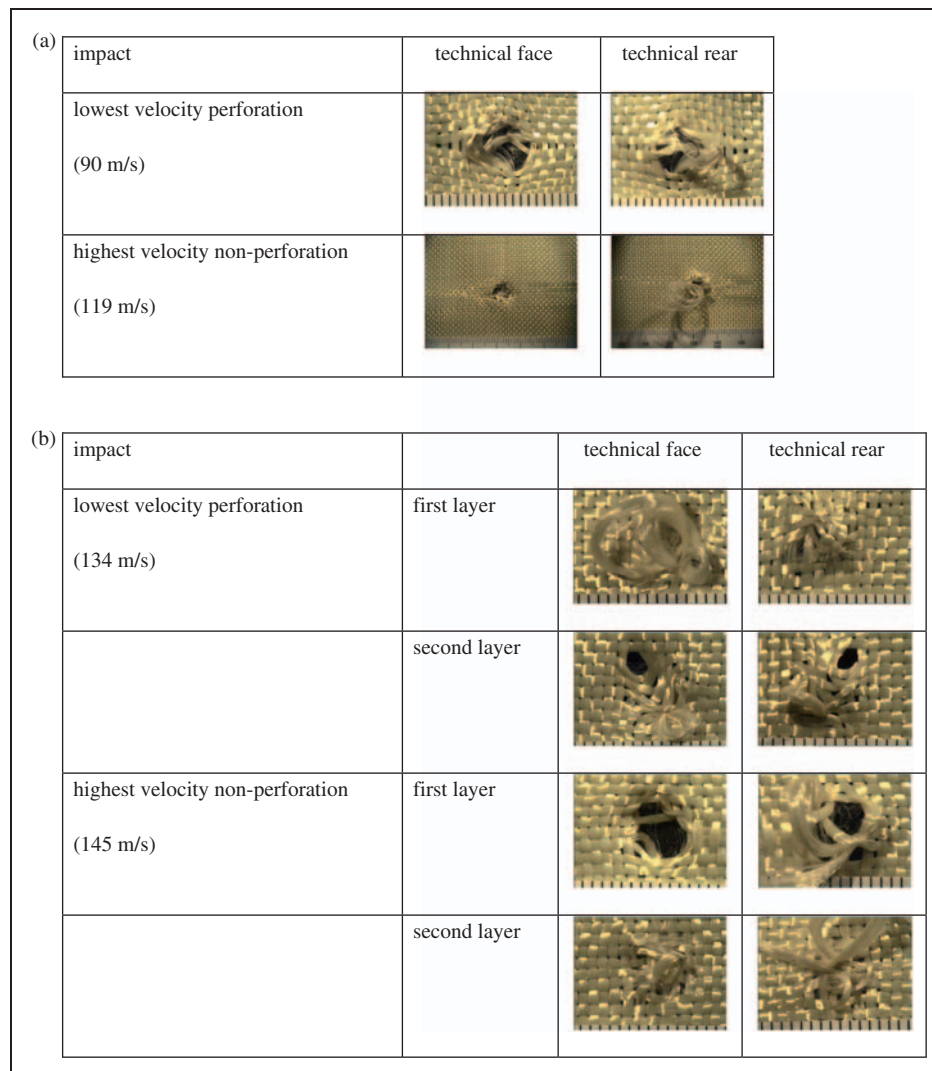 (a)
impact technical face technical rear
lowest velocity perforation
(90 m/s)
highest velocity non-perforation
(119 m/s)
(b)
impact technical face technical rear
lowest velocity perforation first layer
(134 m/s)
second layer
highest velocity non-perforation first layer
(145 m/s)
second layer